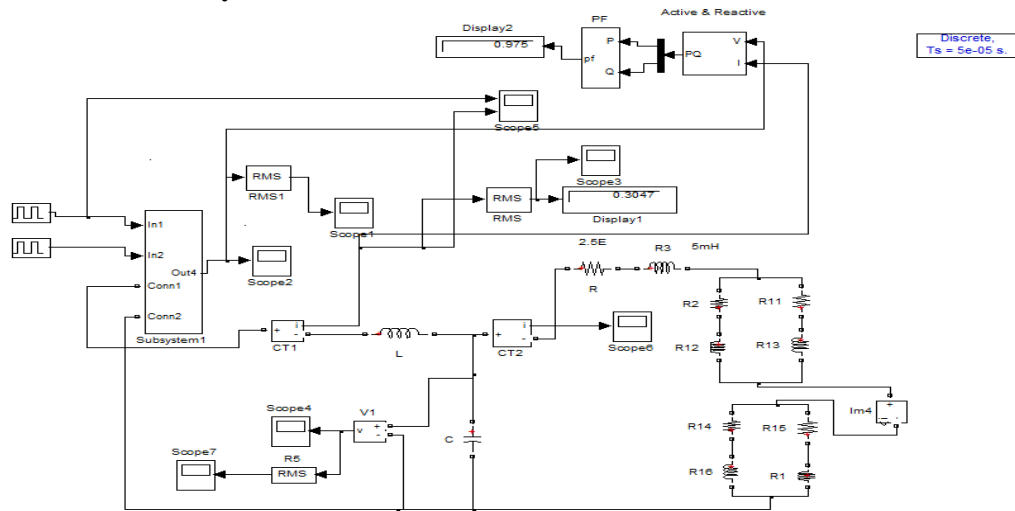 Active & Reactive
PF
Display2
0.975
pf
P
Q
PQ
V
I
Discrete,
Ts = 5e-05 s.
Scope5
RMS
RMS1
Scope1
Scope3
RMS
RMS
0.3047
Display1
In1
In2
Out4
Conn1
Conn2
Subsystem1
Scope2
2.5E
R3
5mH
R
R2
R11
R12
R13
+
i
-
CT1
L
+
i
-
CT2
Scope6
Im4
+
-
Scope4
V1
v
+
-
C
R14
R15
R16
R1
Scope7
R5
RMS